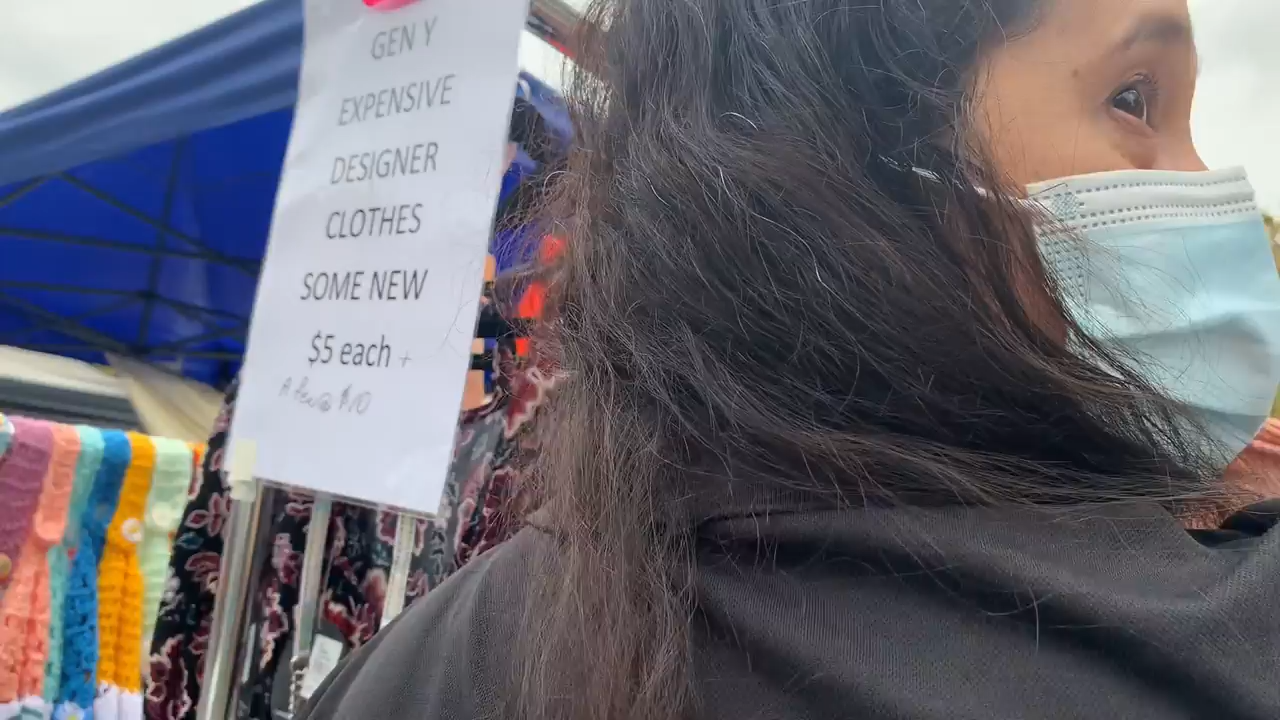 GEN Y
EXPENSIVE
DESIGNER
CLOTHES
SOME NEW
$5 each +
A few @ $10